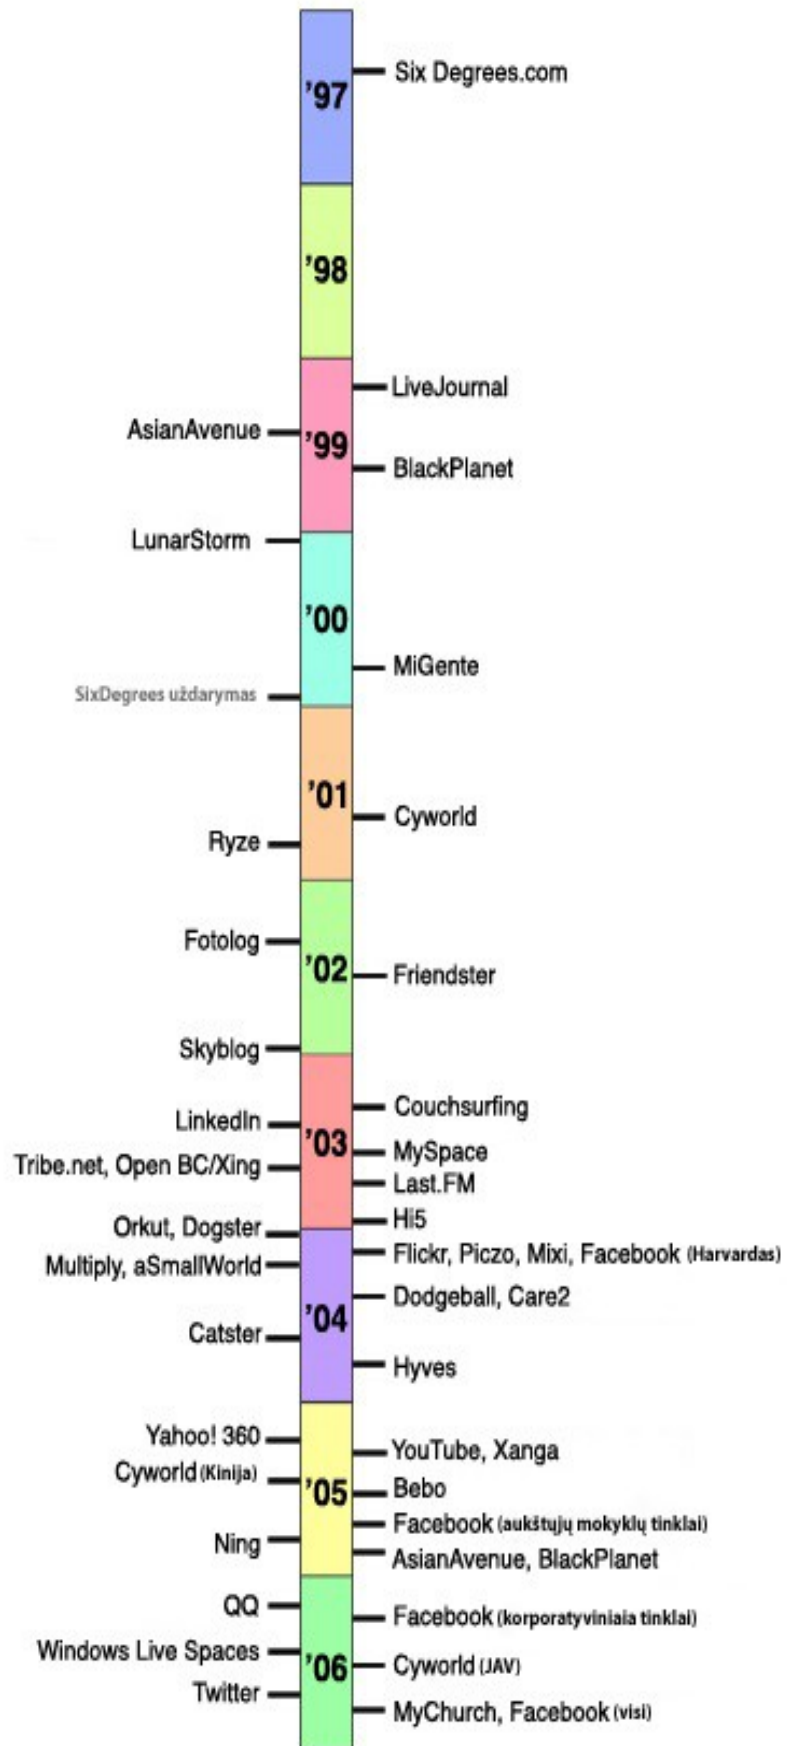 Six Degrees.com
'97
'98
LiveJournal
AsianAvenue
'99
BlackPlanet
LunarStorm
'00
MiGente
SixDegrees uždarymas
'01
Cyworld
Ryze
Fotolog
'02
Friendster
Skyblog
Couchsurfing
LinkedIn
'03
MySpace
Tribe.net, Open BC/Xing
Last.FM
Hi5
Orkut, Dogster
Flickr, Piczo, Mixi, Facebook (Harvardas)
Multiply, aSmallWorld
Dodgeball, Care2
'04
Catster
Hyves
Yahoo! 360
YouTube, Xanga
Cyworld (Kinija)
'05
Bebo
Facebook (aukštųjų mokyklų tinklai)
Ning
AsianAvenue, BlackPlanet
QQ
Facebook (korporatyviniaia tinklai)
Windows Live Spaces
'06
Cyworld (JAV)
Twitter
MyChurch, Facebook (visi)